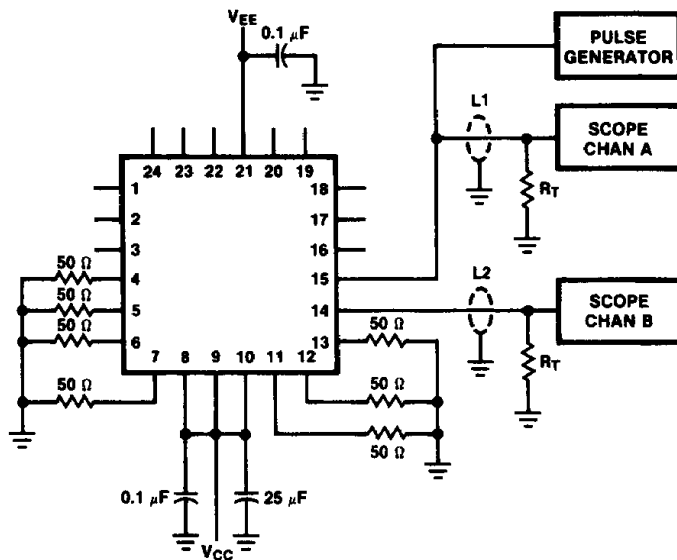 VEE
0.1 μF
PULSE
GENERATOR
L1
SCOPE
CHAN A
RT
24 23 22 21 20 19
1
2
3
4
5
6
18
17
16
15
14
13
7 8 9 10 11 12
50 Ω
50 Ω
50 Ω
50 Ω
L2
SCOPE
CHAN B
RT
50 Ω
50 Ω
50 Ω
0.1 μF
25 μF
VCC